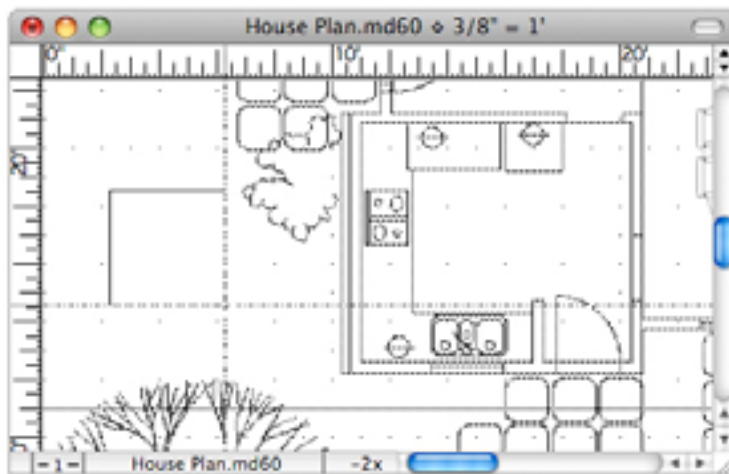 House Plan.md60 ⋄ 3/8" = 1'
0" 10' 20'
20'
1 House Plan.md60 -2x